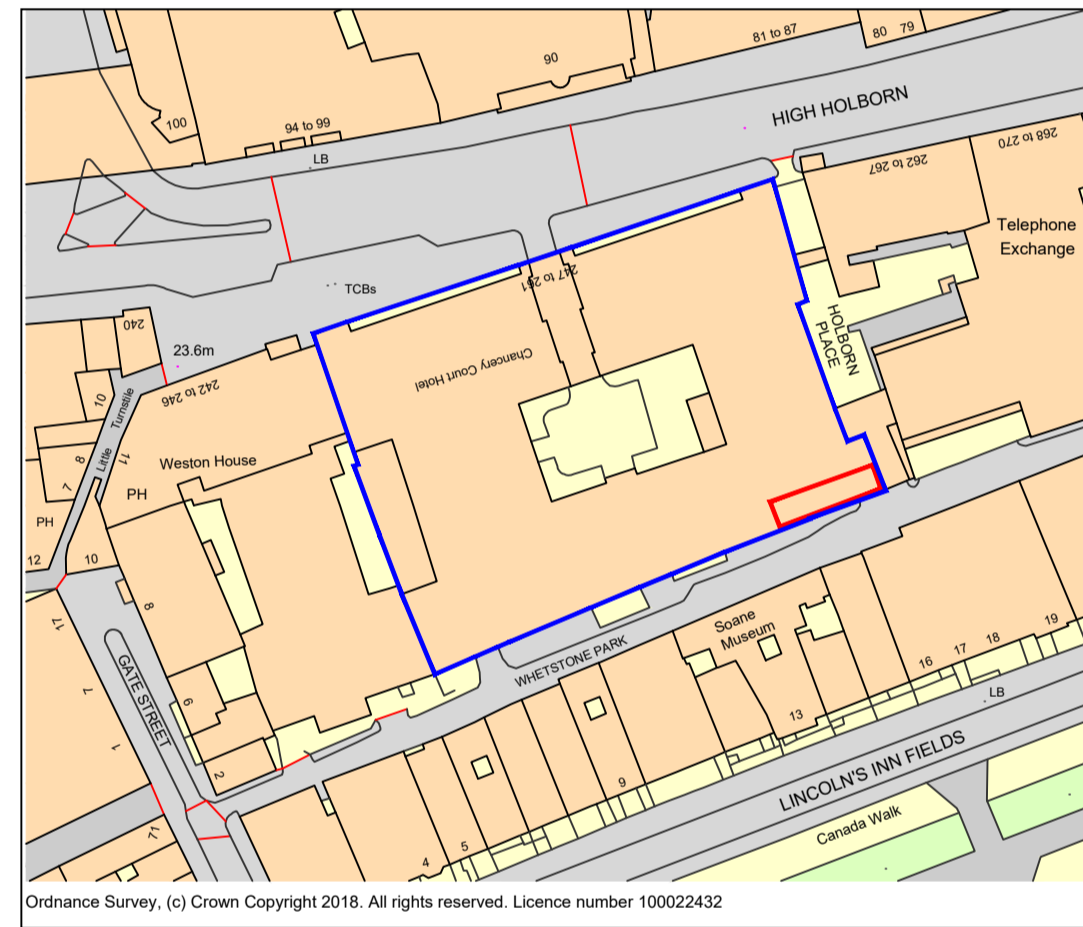 81 to 87
80
79
90
HIGH HOLBORN
100
94 to 99
LB
262 to 267
268 to 270
Telephone
Exchange
247 to 261
TCBs
240
23.6m
Chancery Court Hotel
HOLBORN
PLACE
242 to 246
10
Little Turnstile
11
8
7
Weston House
PH
PH
12
10
17
8
Soane
Museum
WHETSTONE PARK
19
18
17
16
GATE STREET
7
6
LB
13
1
2
9
LINCOLN'S INN FIELDS
Canada Walk
71
5
4
Ordnance Survey, (c) Crown Copyright 2018. All rights reserved. Licence number 100022432